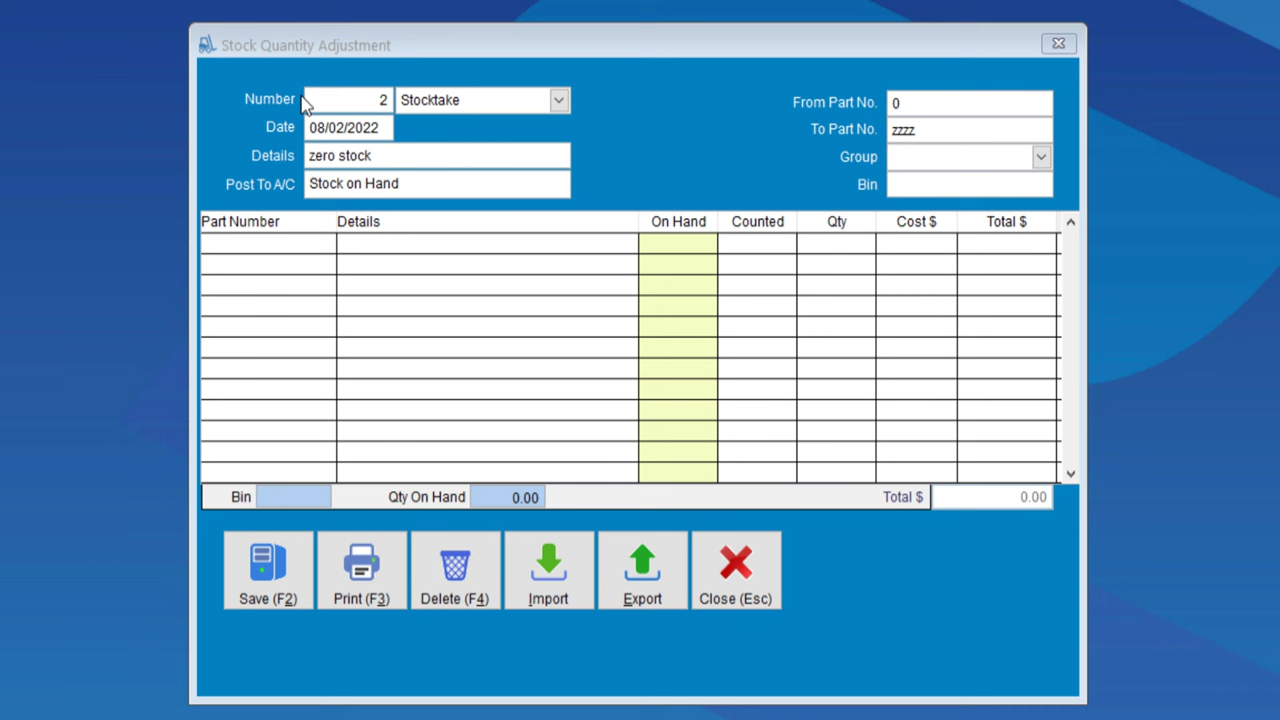 Stock Quantity Adjustment
Number 2 Stocktake
Date 08/02/2022
Details zero stock
Post To A/C Stock on Hand
From Part No. 0
To Part No. zzzz
Group
Bin
Part Number Details On Hand Counted Qty Cost $ Total $
Bin Qty On Hand 0.00 Total $ 0.00
Save (F2) Print (F3) Delete (F4) Import Export Close (Esc)